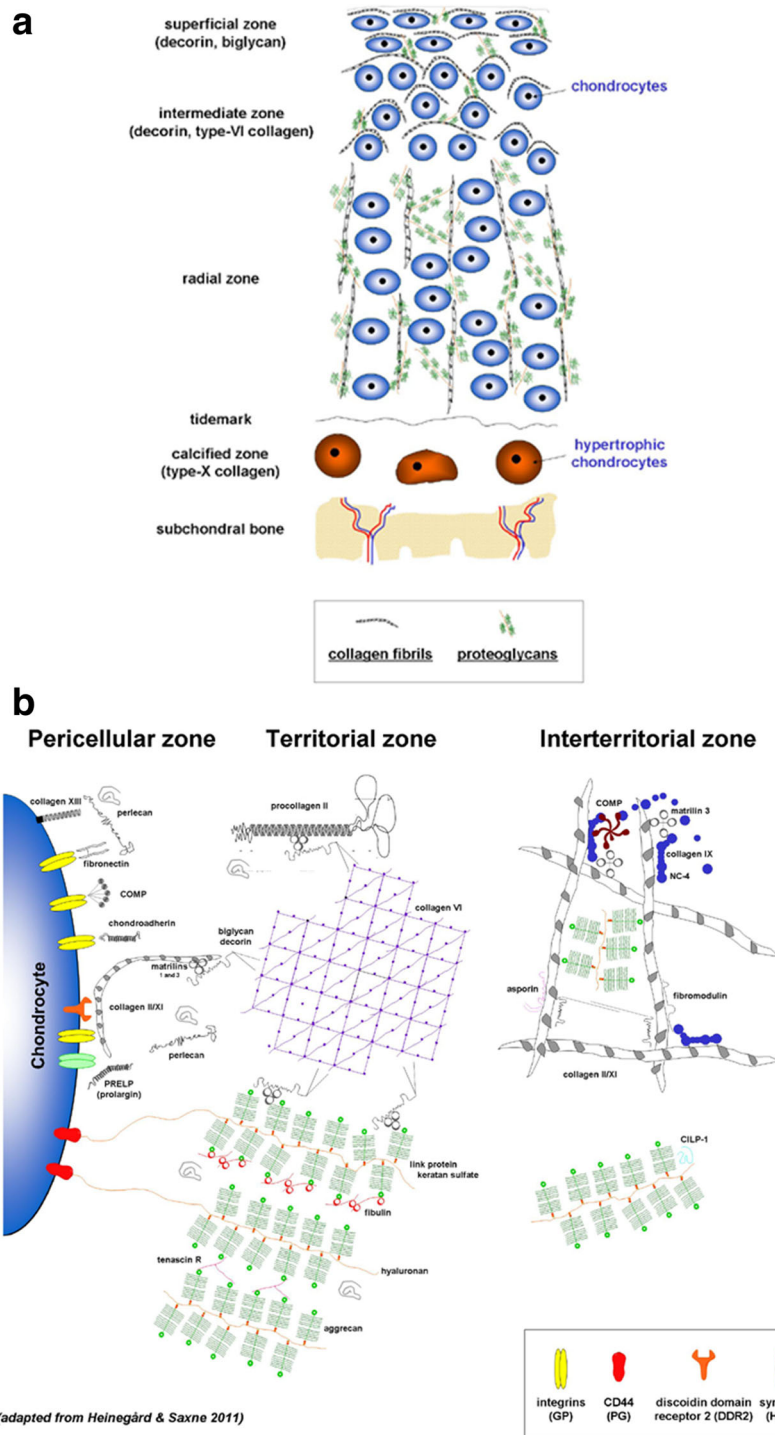 a
superficial zone
(decorin, biglycan)
chondrocytes
intermediate zone
(decorin, type-VI collagen)
radial zone
tidemark
calcified zone
(type-X collagen)
hypertrophic
chondrocytes
subchondral bone
collagen fibrils
proteoglycans
b
Pericellular zone
Territorial zone
Interterritorial zone
collagen XIII
perlecan
fibronectin
COMP
chondroadherin
matrilins
1 and 3
collagen II/XI
perlecan
PRELP
(prolargin)
Chondrocyte
procollagen II
collagen VI
biglycan
decorin
link protein
keratan sulfate
fibulin
tenascin R
hyaluronan
aggrecan
COMP
matrilin 3
collagen IX
NC-4
asporin
fibromodulin
collagen II/XI
CILP-1
integrins
(GP)
CD44
(PG)
discoidin domain
receptor 2 (DDR2)
adapted from Heinegård & Saxne 2011)